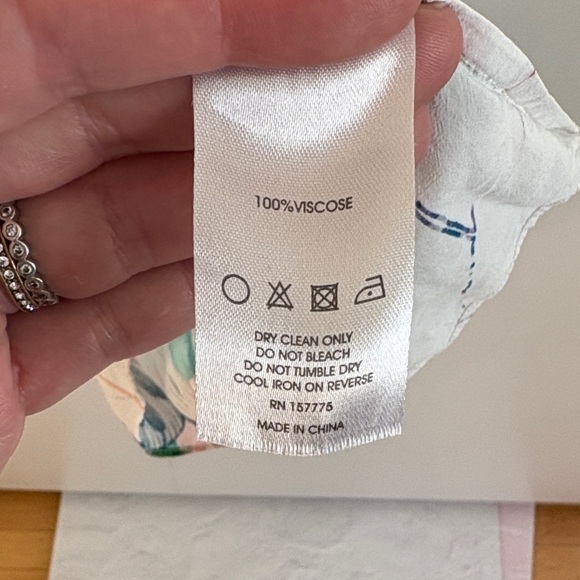 100%VISCOSE
DRY CLEAN ONLY
DO NOT BLEACH
DO NOT TUMBLE DRY
COOL IRON ON REVERSE
RN 157775
MADE IN CHINA